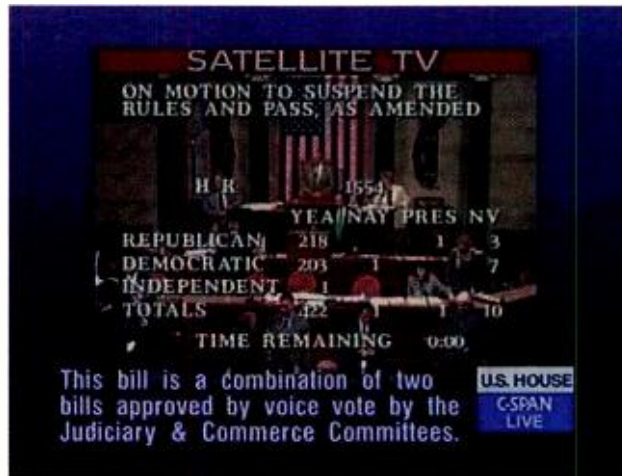 SATELLITE TV
ON MOTION TO SUSPEND THE
RULES AND PASS, AS AMENDED
H R 1554
YEA NAY PRES NV
REPUBLICAN 218 1 3
DEMOCRATIC 203 1 7
INDEPENDENT 1
TOTALS 422 1 1 10
TIME REMAINING 0:00
This bill is a combination of two
bills approved by voice vote by the
Judiciary & Commerce Committees.
U.S. HOUSE
C-SPAN
LIVE